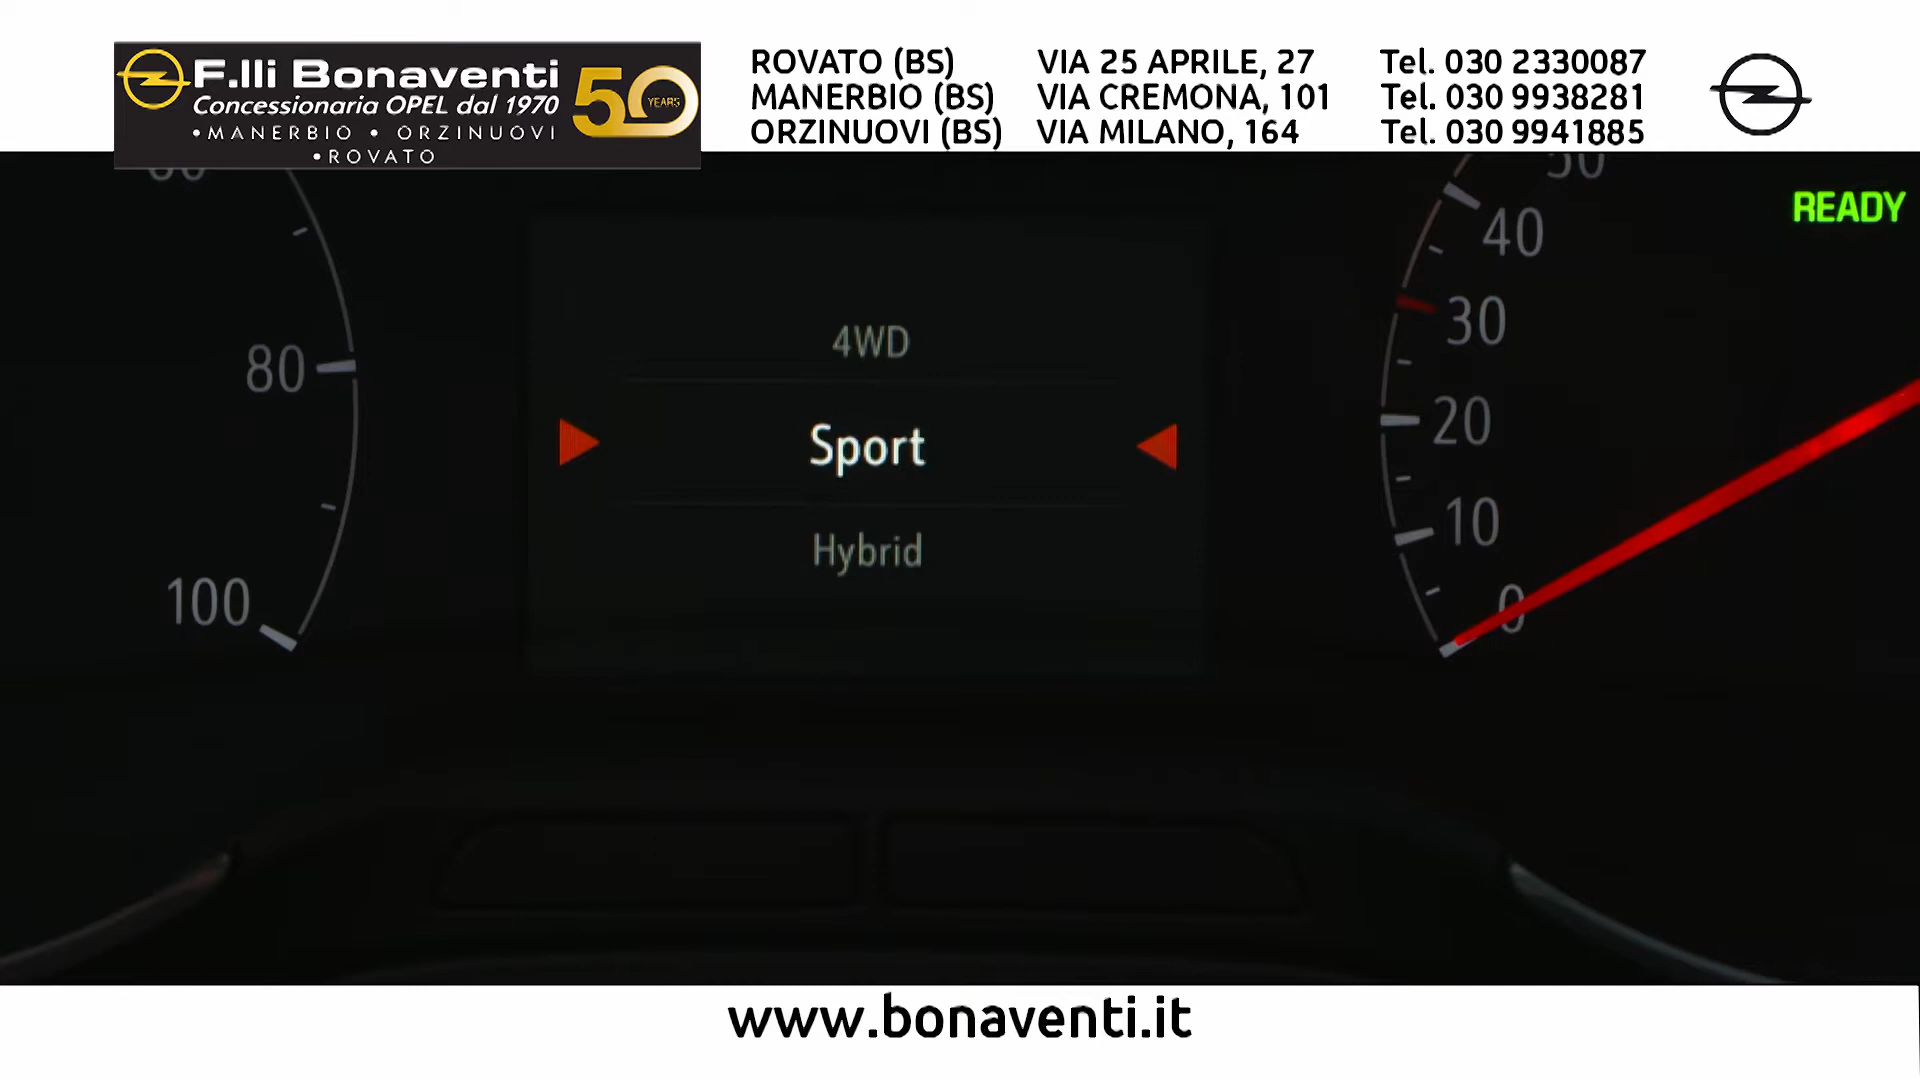 F.lli Bonaventi
Concessionaria OPEL dal 1970
50 YEARS
•MANERBIO • ORZINUOVI
•ROVATO
ROVATO (BS) VIA 25 APRILE, 27 Tel. 030 2330087
MANERBIO (BS) VIA CREMONA, 101 Tel. 030 9938281
ORZINUOVI (BS) VIA MILANO, 164 Tel. 030 9941885
READY
80
100
4WD
Sport
Hybrid
50
40
30
20
10
0
www.bonaventi.it